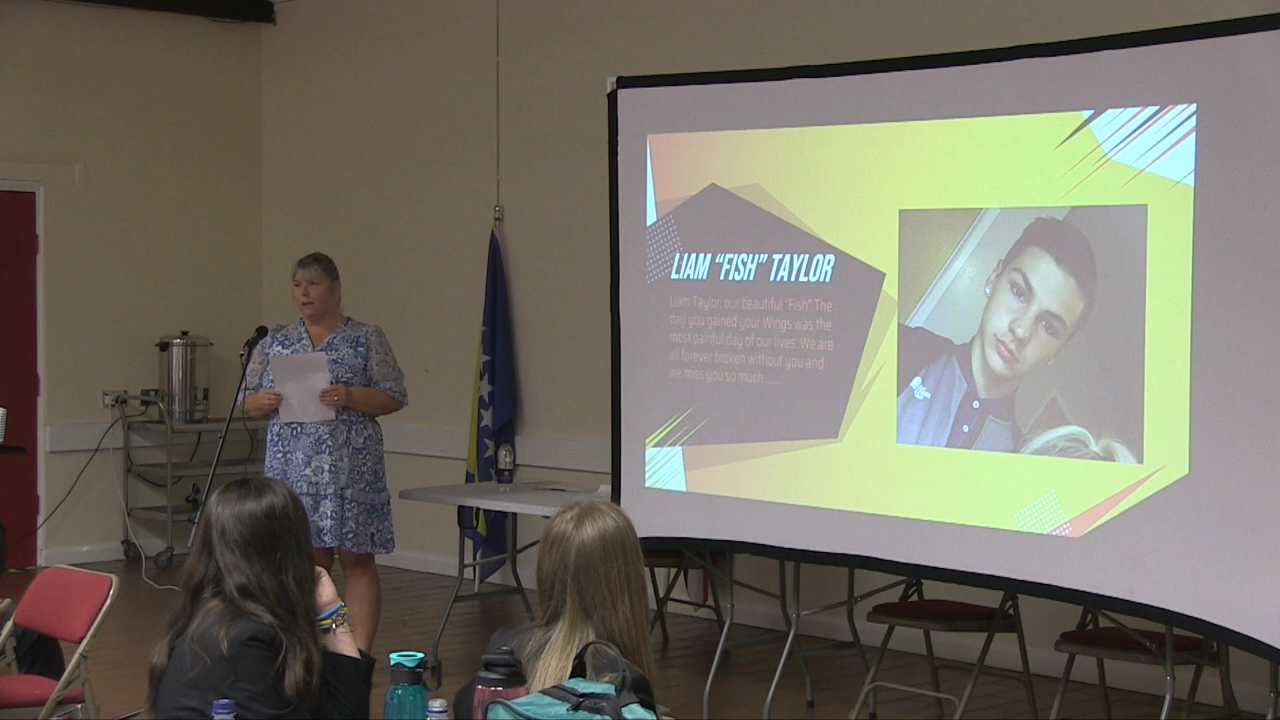 LIAM “FISH” TAYLOR
Liam Taylor, our beautiful "Fish" The
day you gained your Wings was the
most painful day of our lives. We are
all forever broken without you and
we miss you so much.......